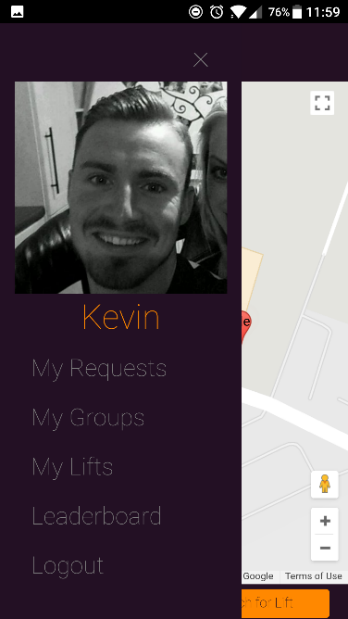 76% 11:59
Kevin
My Requests
My Groups
My Lifts
Leaderboard
Logout
e
+
−
Google Terms of Use
for Lift